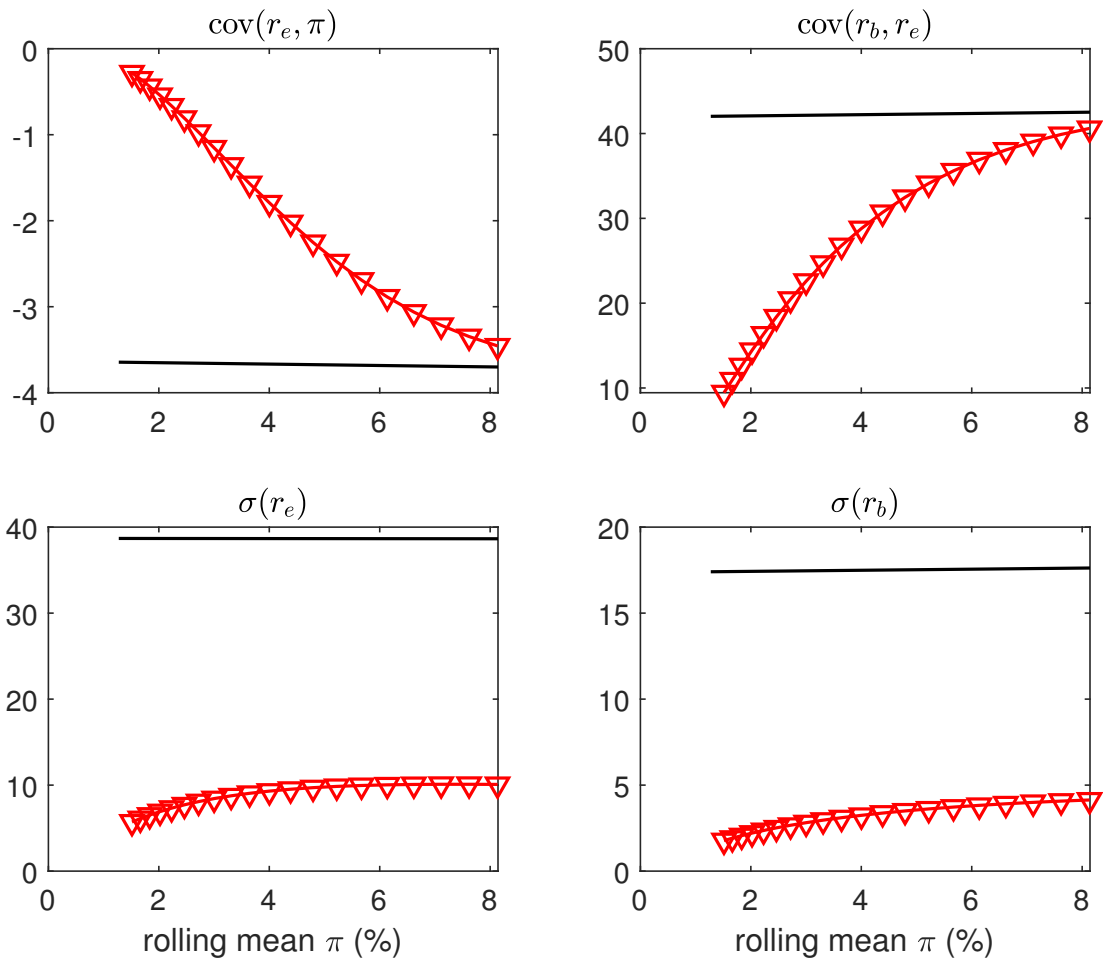 cov(r_e, π)
0
-1
-2
-3
-4
0 2 4 6 8
cov(r_b, r_e)
50
40
30
20
10
0 2 4 6 8
σ(r_e)
40
30
20
10
0
0 2 4 6 8
rolling mean π (%)
σ(r_b)
20
15
10
5
0
0 2 4 6 8
rolling mean π (%)